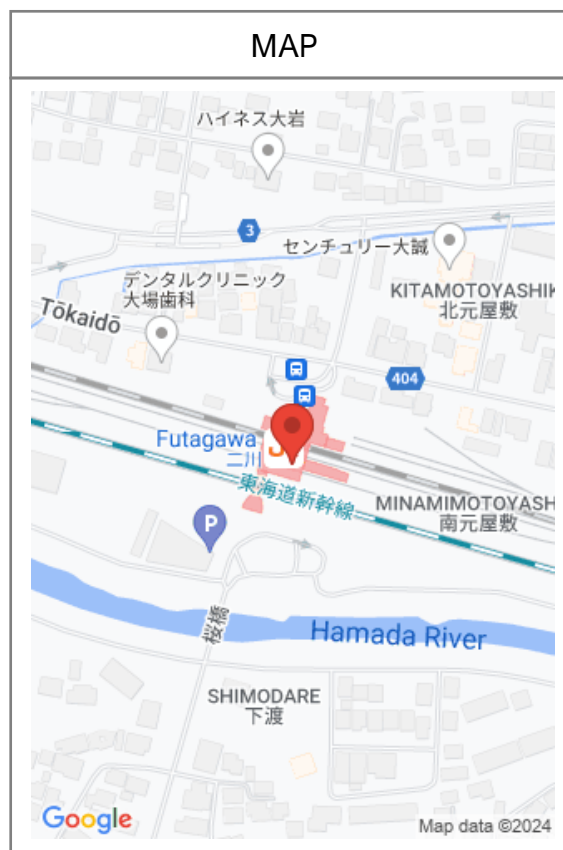 MAP
ハイネス大岩
3
センチュリー大誠
デンタルクリニック
大場歯科
KITAMOTOYASHIK
北元屋敷
Tōkaidō
404
Futagawa
二川
東海道新幹線
MINAMIMOTOYASH
南元屋敷
P
桜橋
Hamada River
SHIMODARE
下渡
Google
Map data ©2024